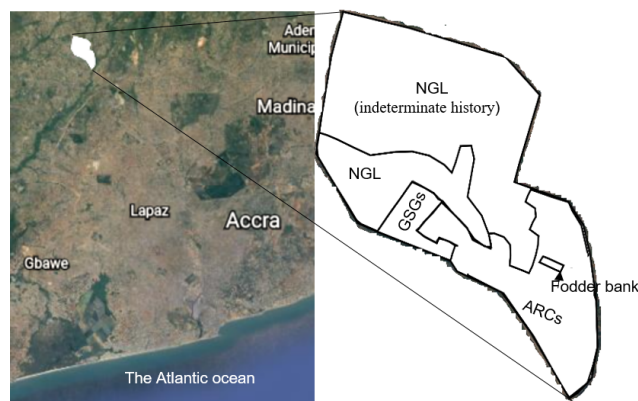 Aden
Municip
Madina
Lapaz
Accra
Gbawe
The Atlantic ocean
NGL
(indeterminate history)
NGL
GSGs
Fodder bank
ARCs